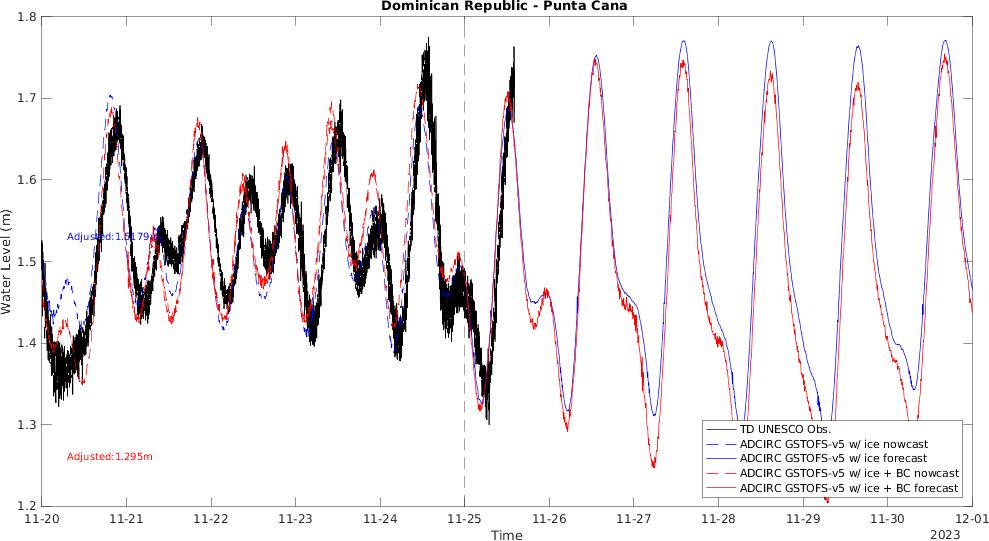 Dominican Republic - Punta Cana
1.8
1.7
1.6
1.5
1.4
1.3
1.2
Water Level (m)
Adjusted:1.5179m
Adjusted:1.295m
TD UNESCO Obs.
ADCIRC GSTOFS-v5 w/ ice nowcast
ADCIRC GSTOFS-v5 w/ ice forecast
ADCIRC GSTOFS-v5 w/ ice + BC nowcast
ADCIRC GSTOFS-v5 w/ ice + BC forecast
11-20 11-21 11-22 11-23 11-24 11-25 11-26 11-27 11-28 11-29 11-30 12-01
Time
2023